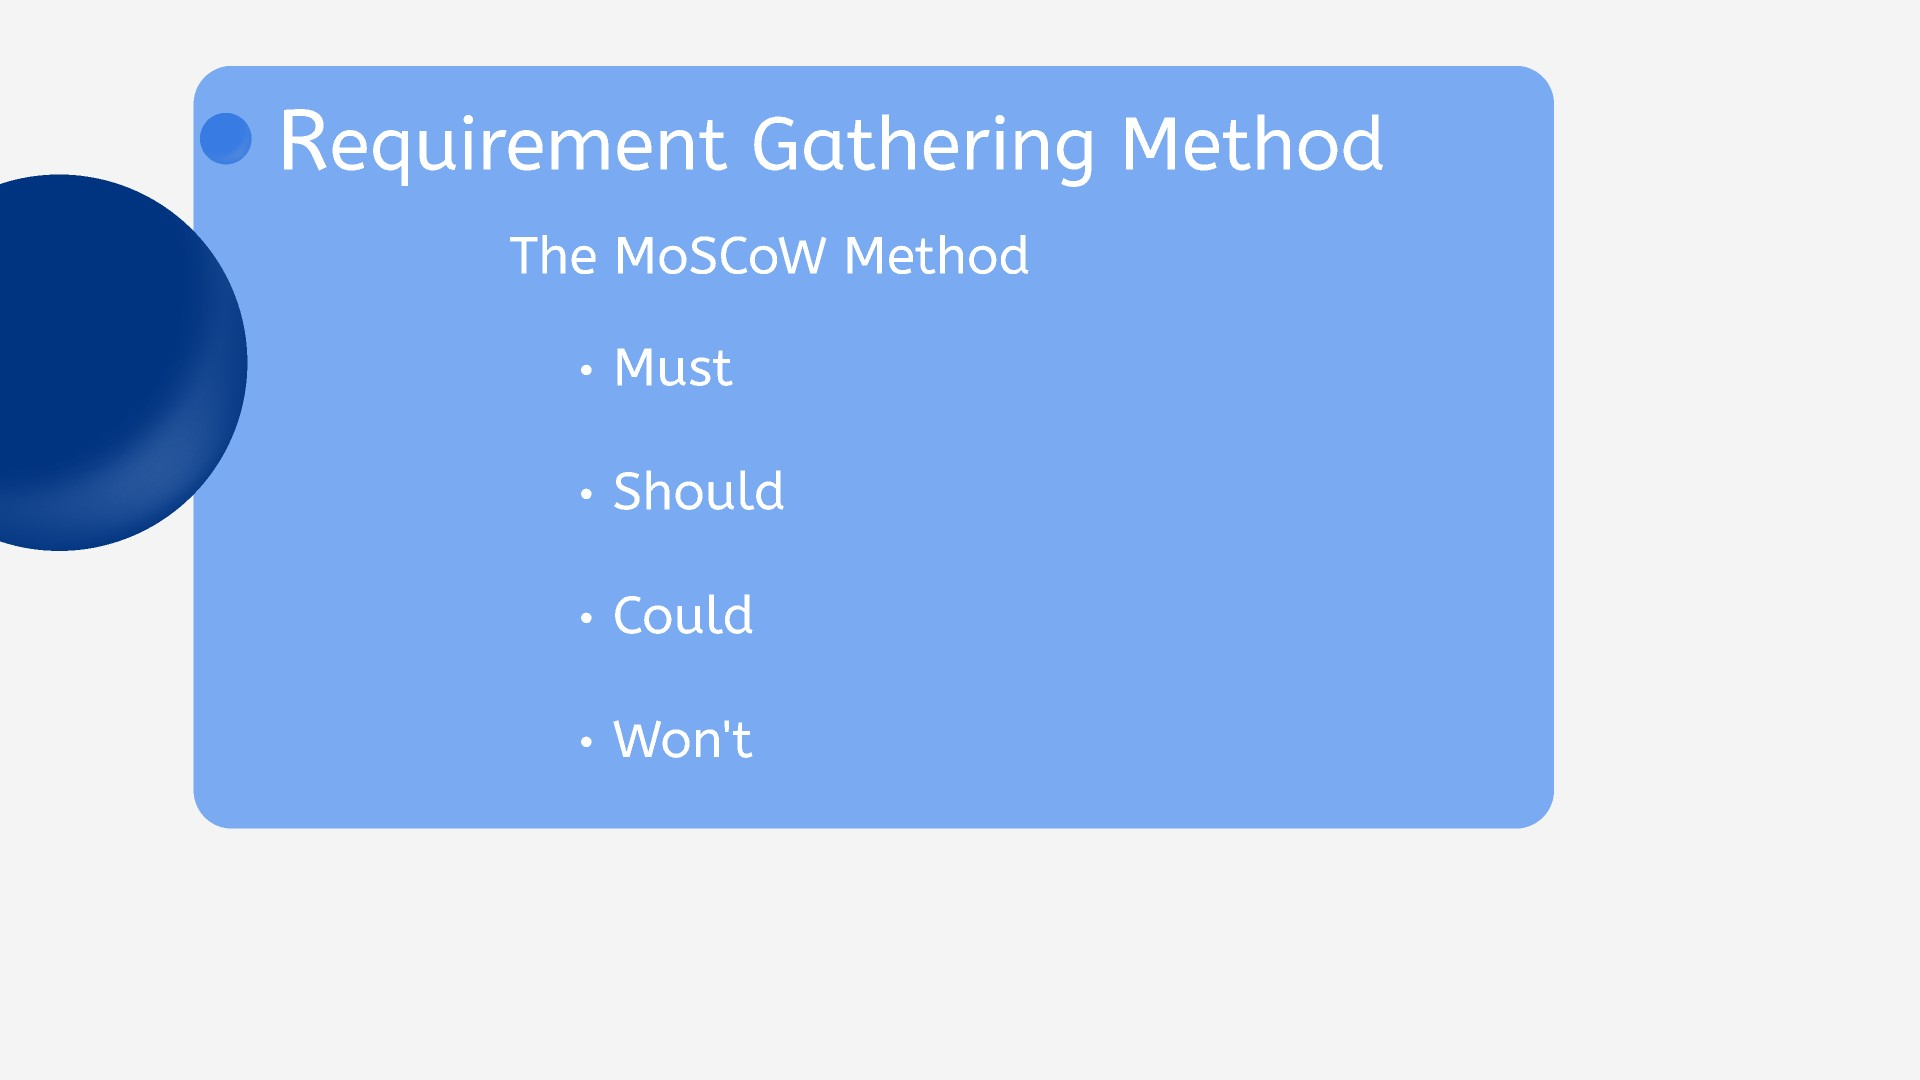 Requirement Gathering Method
The MoSCoW Method
• Must
• Should
• Could
• Won't